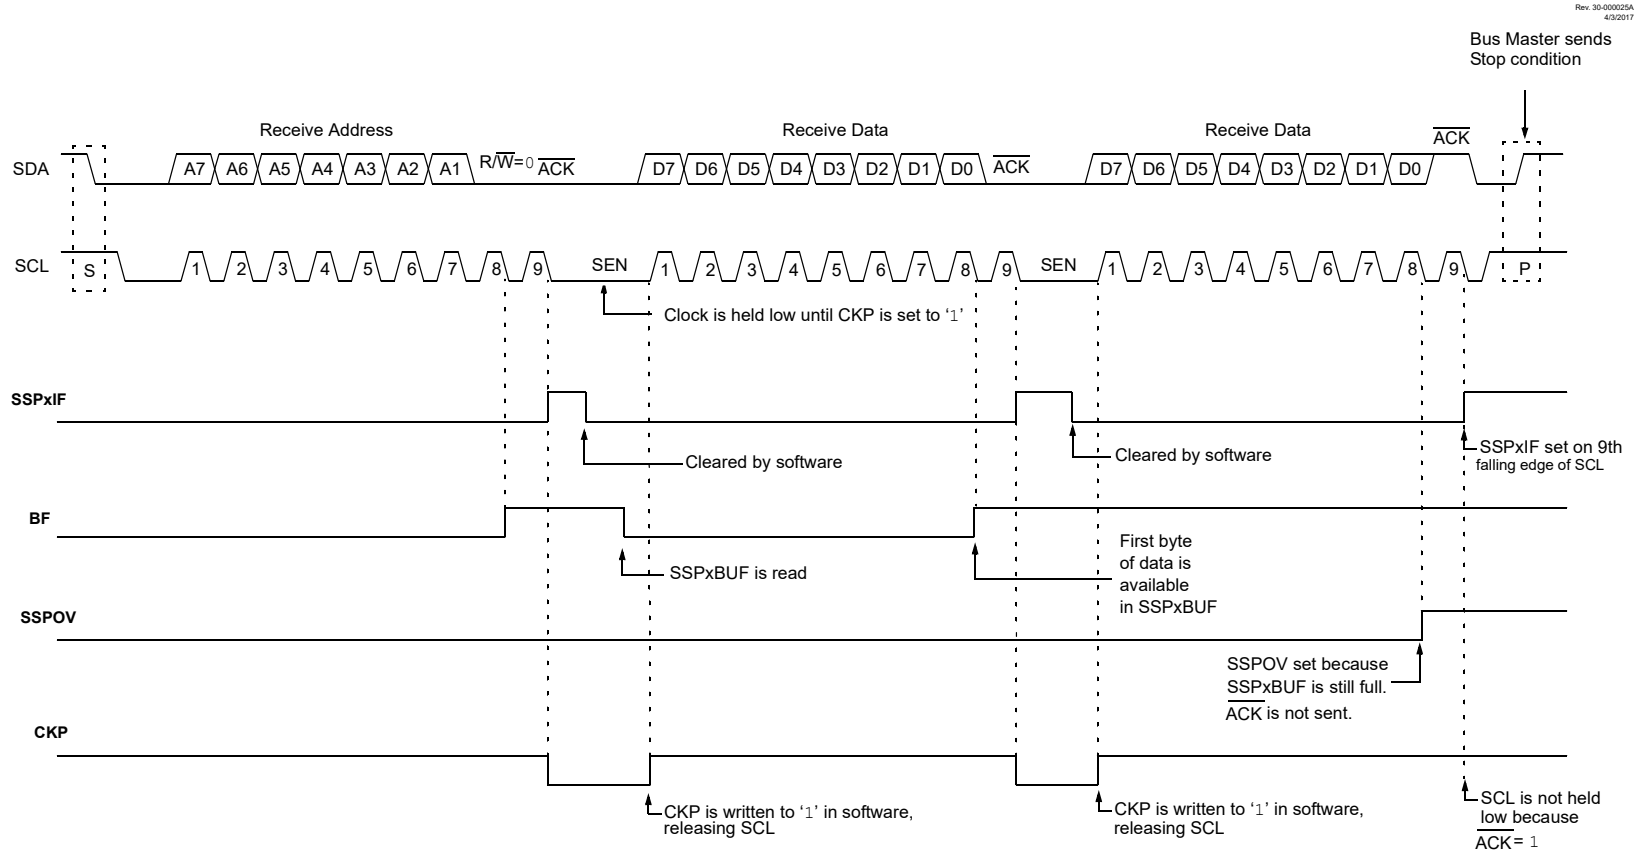 Rev. 30-000025A
4/3/2017
Bus Master sends
Stop condition
Receive Address
Receive Data
Receive Data
ACK
SDA
A7 A6 A5 A4 A3 A2 A1 R/W=0 ACK
D7 D6 D5 D4 D3 D2 D1 D0 ACK
D7 D6 D5 D4 D3 D2 D1 D0
SCL
S
1 2 3 4 5 6 7 8 9 SEN
1 2 3 4 5 6 7 8 9 SEN
1 2 3 4 5 6 7 8 9
P
Clock is held low until CKP is set to ‘1’
SSPxIF
Cleared by software
Cleared by software
SSPxIF set on 9th
falling edge of SCL
BF
SSPxBUF is read
First byte
of data is
available
in SSPxBUF
SSPOV
SSPOV set because
SSPxBUF is still full.
ACK is not sent.
CKP
CKP is written to ‘1’ in software,
releasing SCL
CKP is written to ‘1’ in software,
releasing SCL
SCL is not held
low because
ACK= 1